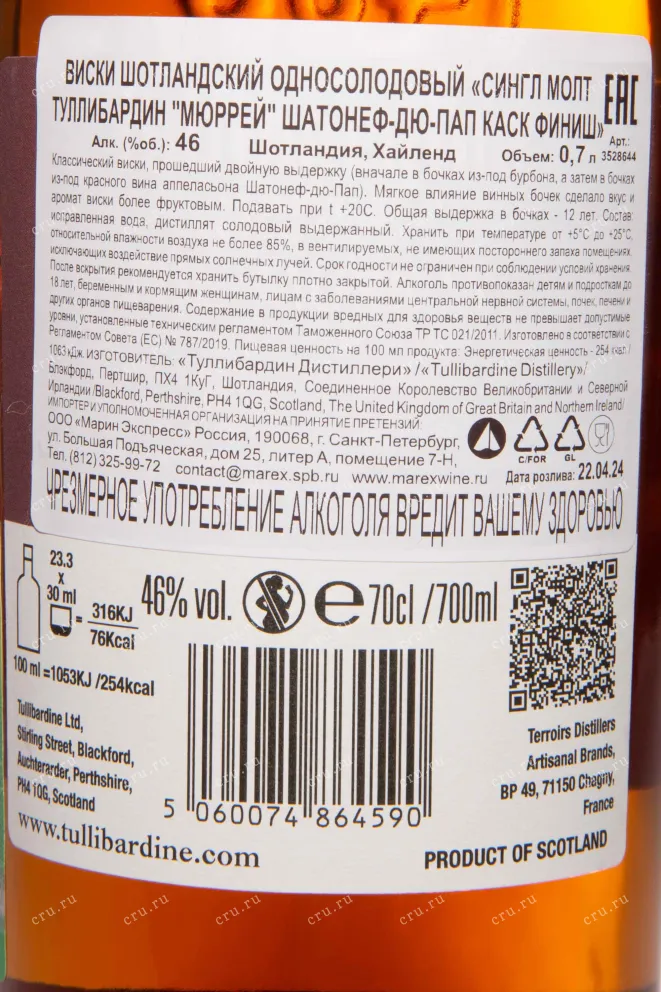 ВИСКИ ШОТЛАНДСКИЙ ОДНОСОЛОДОВЫЙ «СИНГЛ МОЛТ
ТУЛЛИБАРДИН "МЮРРЕЙ" ШАТОНЕФ-ДЮ-ПАП КАСК ФИНИШ»
EAC
Алк. (%об.): 46 Шотландия, Хайленд Объем: 0,7 л
Арт.:
3528644
Классический виски, прошедший двойную выдержку (вначале в бочках из-под бурбона, а затем в бочках
из-под красного вина аппеласьона Шатонеф-дю-Пап). Мягкое влияние винных бочек сделало вкус и
аромат виски более фруктовым. Подавать при t +20С. Общая выдержка в бочках - 12 лет. Состав:
исправленная вода, дистиллят солодовый выдержанный. Хранить при температуре от +5°С до +25°С,
относительной влажности воздуха не более 85%, в вентилируемых, не имеющих постороннего запаха помещениях,
исключающих воздействие прямых солнечных лучей. Срок годности не ограничен при соблюдении условий хранения.
После вскрытия рекомендуется хранить бутылку плотно закрытой. Алкоголь противопоказан детям и подросткам до
18 лет, беременным и кормящим женщинам, лицам с заболеваниями центральной нервной системы, почек, печени и
других органов пищеварения. Содержание в продукции вредных для здоровья веществ не превышает допустимые
уровни, установленные техническим регламентом Таможенного Союза ТР ТС 021/2011. Изготовлено в соответствии с
Регламентом Совета (ЕС) № 787/2019. Пищевая ценность на 100 мл продукта: Энергетическая ценность - 254 ккал /
1063 кДж. ИЗГОТОВИТЕЛЬ: «Туллибардин Дистиллери» /«Tullibardine Distillery»/
Блэкфорд, Пертшир, ПХ4 1КуГ, Шотландия, Соединенное Королевство Великобритании и Северной
Ирландии /Blackford, Perthshire, PH4 1QG, Scotland, The United Kingdom of Great Britain and Northern Ireland/
ИМПОРТЕР И УПОЛНОМОЧЕННАЯ ОРГАНИЗАЦИЯ НА ПРИНЯТИЕ ПРЕТЕНЗИЙ:
ООО «Марин Экспресс» Россия, 190068, г. Санкт-Петербург,
ул. Большая Подъяческая, дом 25, литер А, помещение 7-Н,
Тел. (812) 325-99-72 contact@marex.spb.ru www.marexwine.ru
C/FOR GL
Дата розлива: 22.04.24
ЧРЕЗМЕРНОЕ УПОТРЕБЛЕНИЕ АЛКОГОЛЯ ВРЕДИТ ВАШЕМУ ЗДОРОВЬЮ
23.3
x
30 ml
= 316KJ
76Kcal
100 ml =1053KJ /254kcal
46% vol. e 70cl /700ml
Tullibardine Ltd,
Stirling Street, Blackford,
Auchterarder, Perthshire,
PH4 1QG, Scotland
www.tullibardine.com
5 060074 864590
Terroirs Distillers
Artisanal Brands,
BP 49, 71150 Chagny,
France
PRODUCT OF SCOTLAND
cru.ru